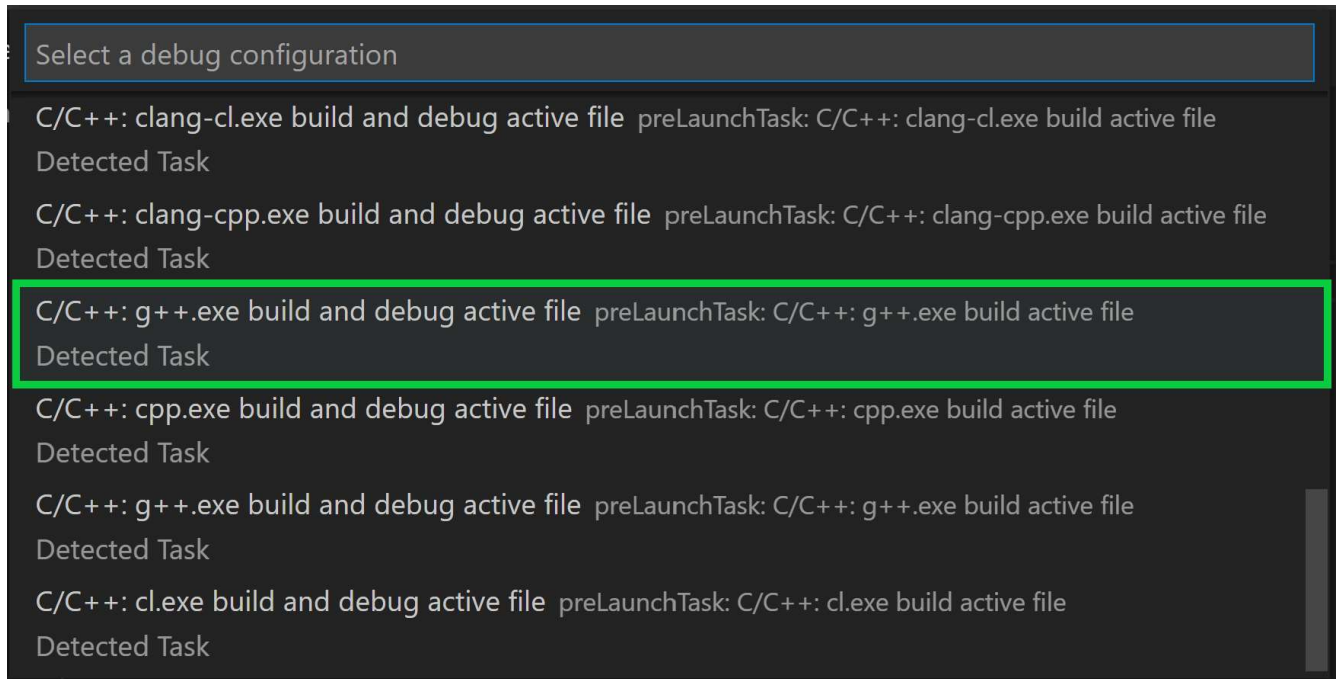 Select a debug configuration
C/C++: clang-cl.exe build and debug active file preLaunchTask: C/C++: clang-cl.exe build active file
Detected Task
C/C++: clang-cpp.exe build and debug active file preLaunchTask: C/C++: clang-cpp.exe build active file
Detected Task
C/C++: g++.exe build and debug active file preLaunchTask: C/C++: g++.exe build active file
Detected Task
C/C++: cpp.exe build and debug active file preLaunchTask: C/C++: cpp.exe build active file
Detected Task
C/C++: g++.exe build and debug active file preLaunchTask: C/C++: g++.exe build active file
Detected Task
C/C++: cl.exe build and debug active file preLaunchTask: C/C++: cl.exe build active file
Detected Task